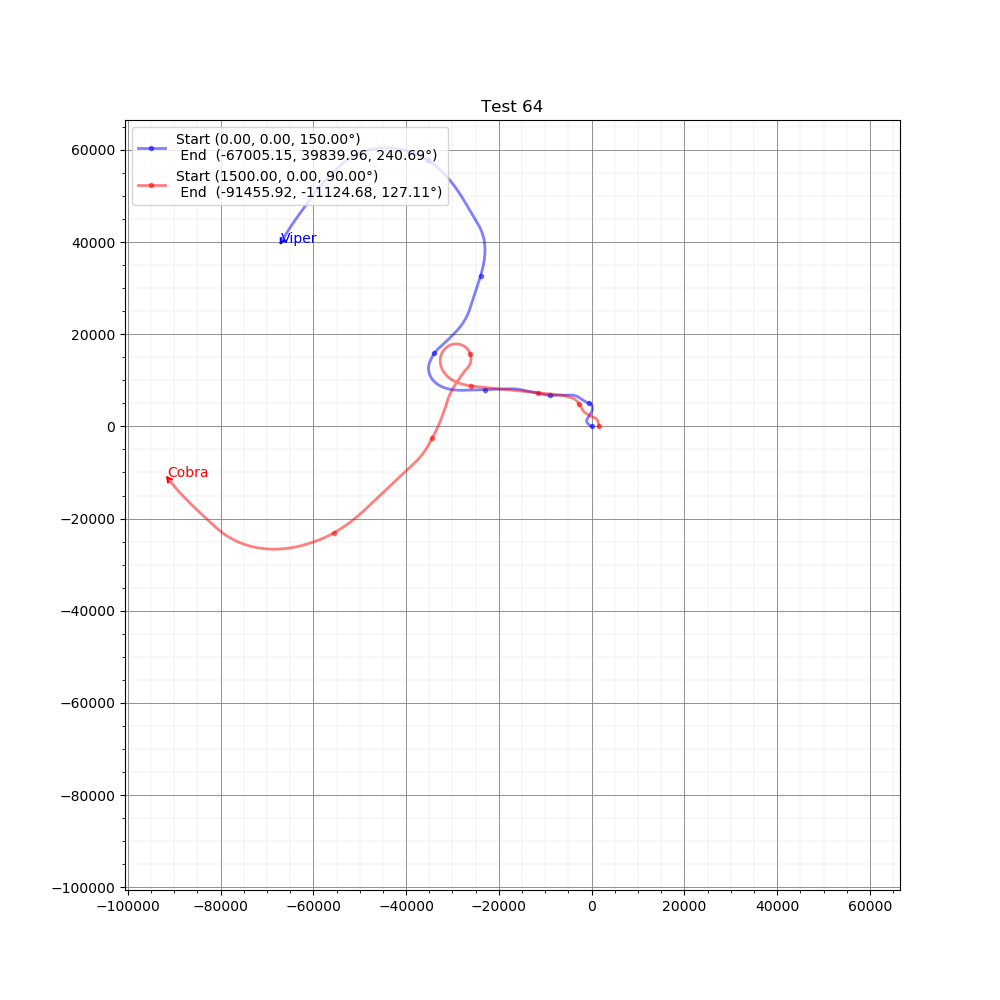 Test 64
Start (0.00, 0.00, 150.00°)
End  (-67005.15, 39839.96, 240.69°)
Start (1500.00, 0.00, 90.00°)
End  (-91455.92, -11124.68, 127.11°)
60000
40000
20000
0
−20000
−40000
−60000
−80000
−100000
Viper
Cobra
−100000 −80000 −60000 −40000 −20000 0 20000 40000 60000